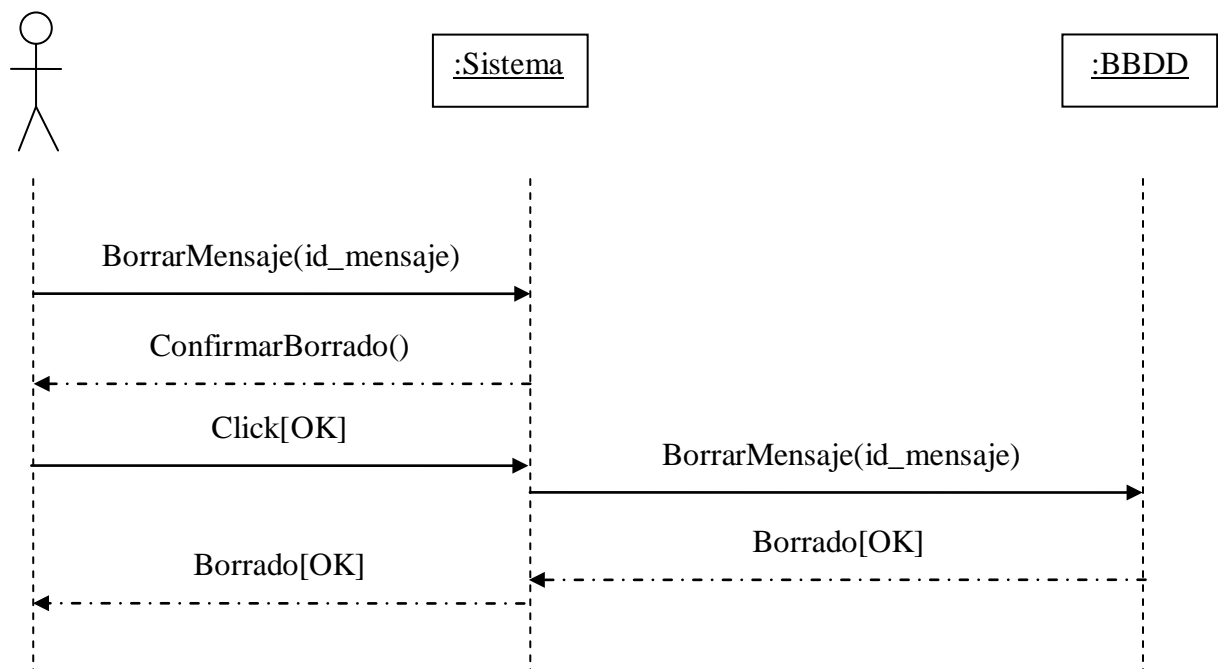 :Sistema
:BBDD
BorrarMensaje(id_mensaje)
ConfirmarBorrado()
Click[OK]
BorrarMensaje(id_mensaje)
Borrado[OK]
Borrado[OK]